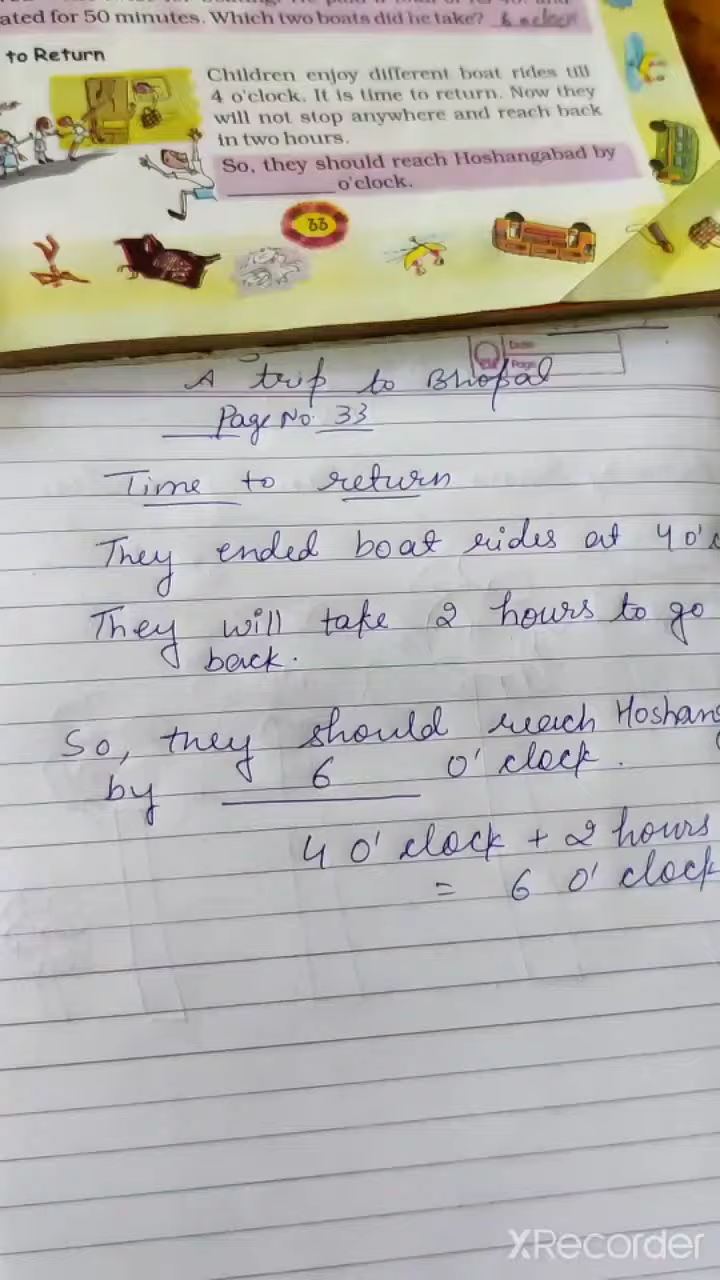 ated for 50 minutes. Which two boats did he take?
to Return
Children enjoy different boat rides till
4 o'clock. It is time to return. Now they
will not stop anywhere and reach back
in two hours.
So, they should reach Hoshangabad by
____________ o'clock.
33
Date
Page
A trip to Bhopal
Page No. 33
Time to return
They ended boat rides at 4 o'c
They will take 2 hours to go
back.
So, they should reach Hoshang
by 6 o'clock.
4 o'clock + 2 hours
= 6 o'clock
XRecorder